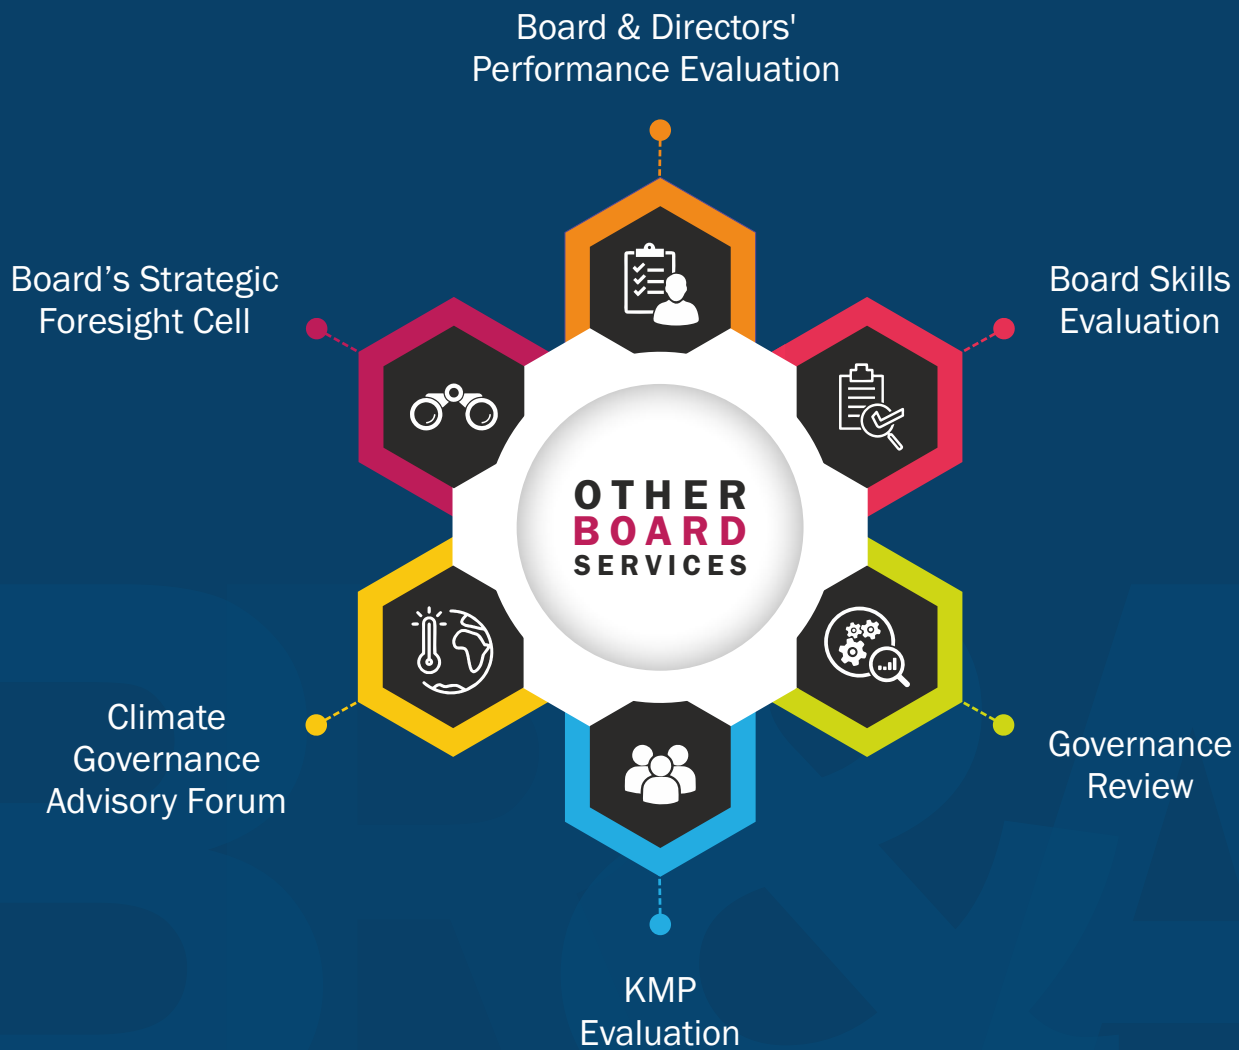 Board & Directors'
Performance Evaluation
Board’s Strategic
Foresight Cell
Board Skills
Evaluation
OTHER
BOARD
SERVICES
Climate
Governance
Advisory Forum
Governance
Review
KMP
Evaluation